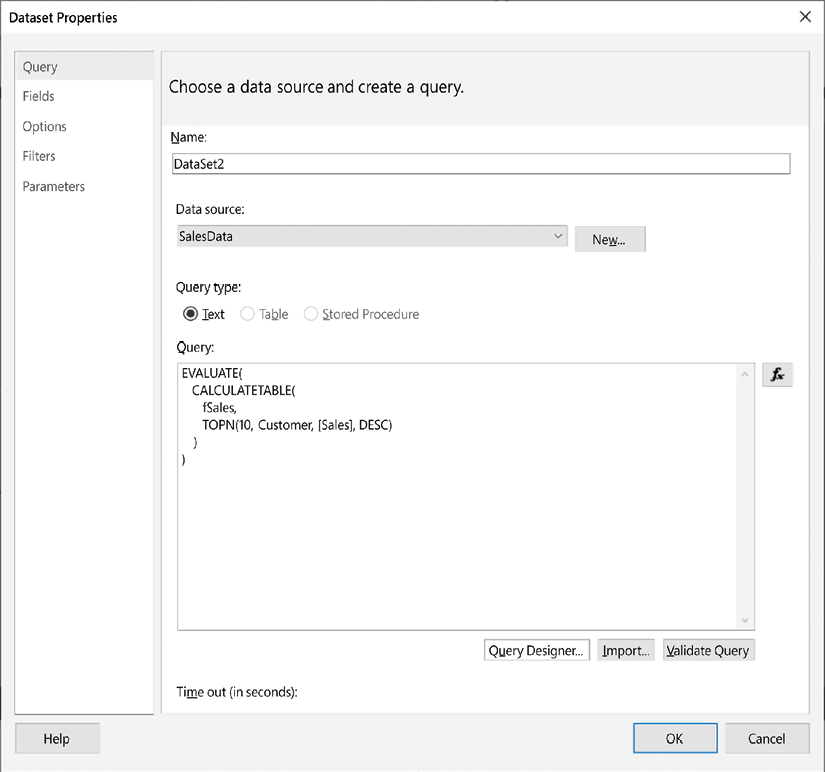 Dataset Properties
Query
Fields
Options
Filters
Parameters
Choose a data source and create a query.
Name:
DataSet2
Data source:
SalesData
New...
Query type:
Text Table Stored Procedure
Query:
EVALUATE(
CALCULATETABLE(
fSales,
TOPN(10, Customer, [Sales], DESC)
)
)
fx
Query Designer... Import... Validate Query
Time out (in seconds):
Help OK Cancel